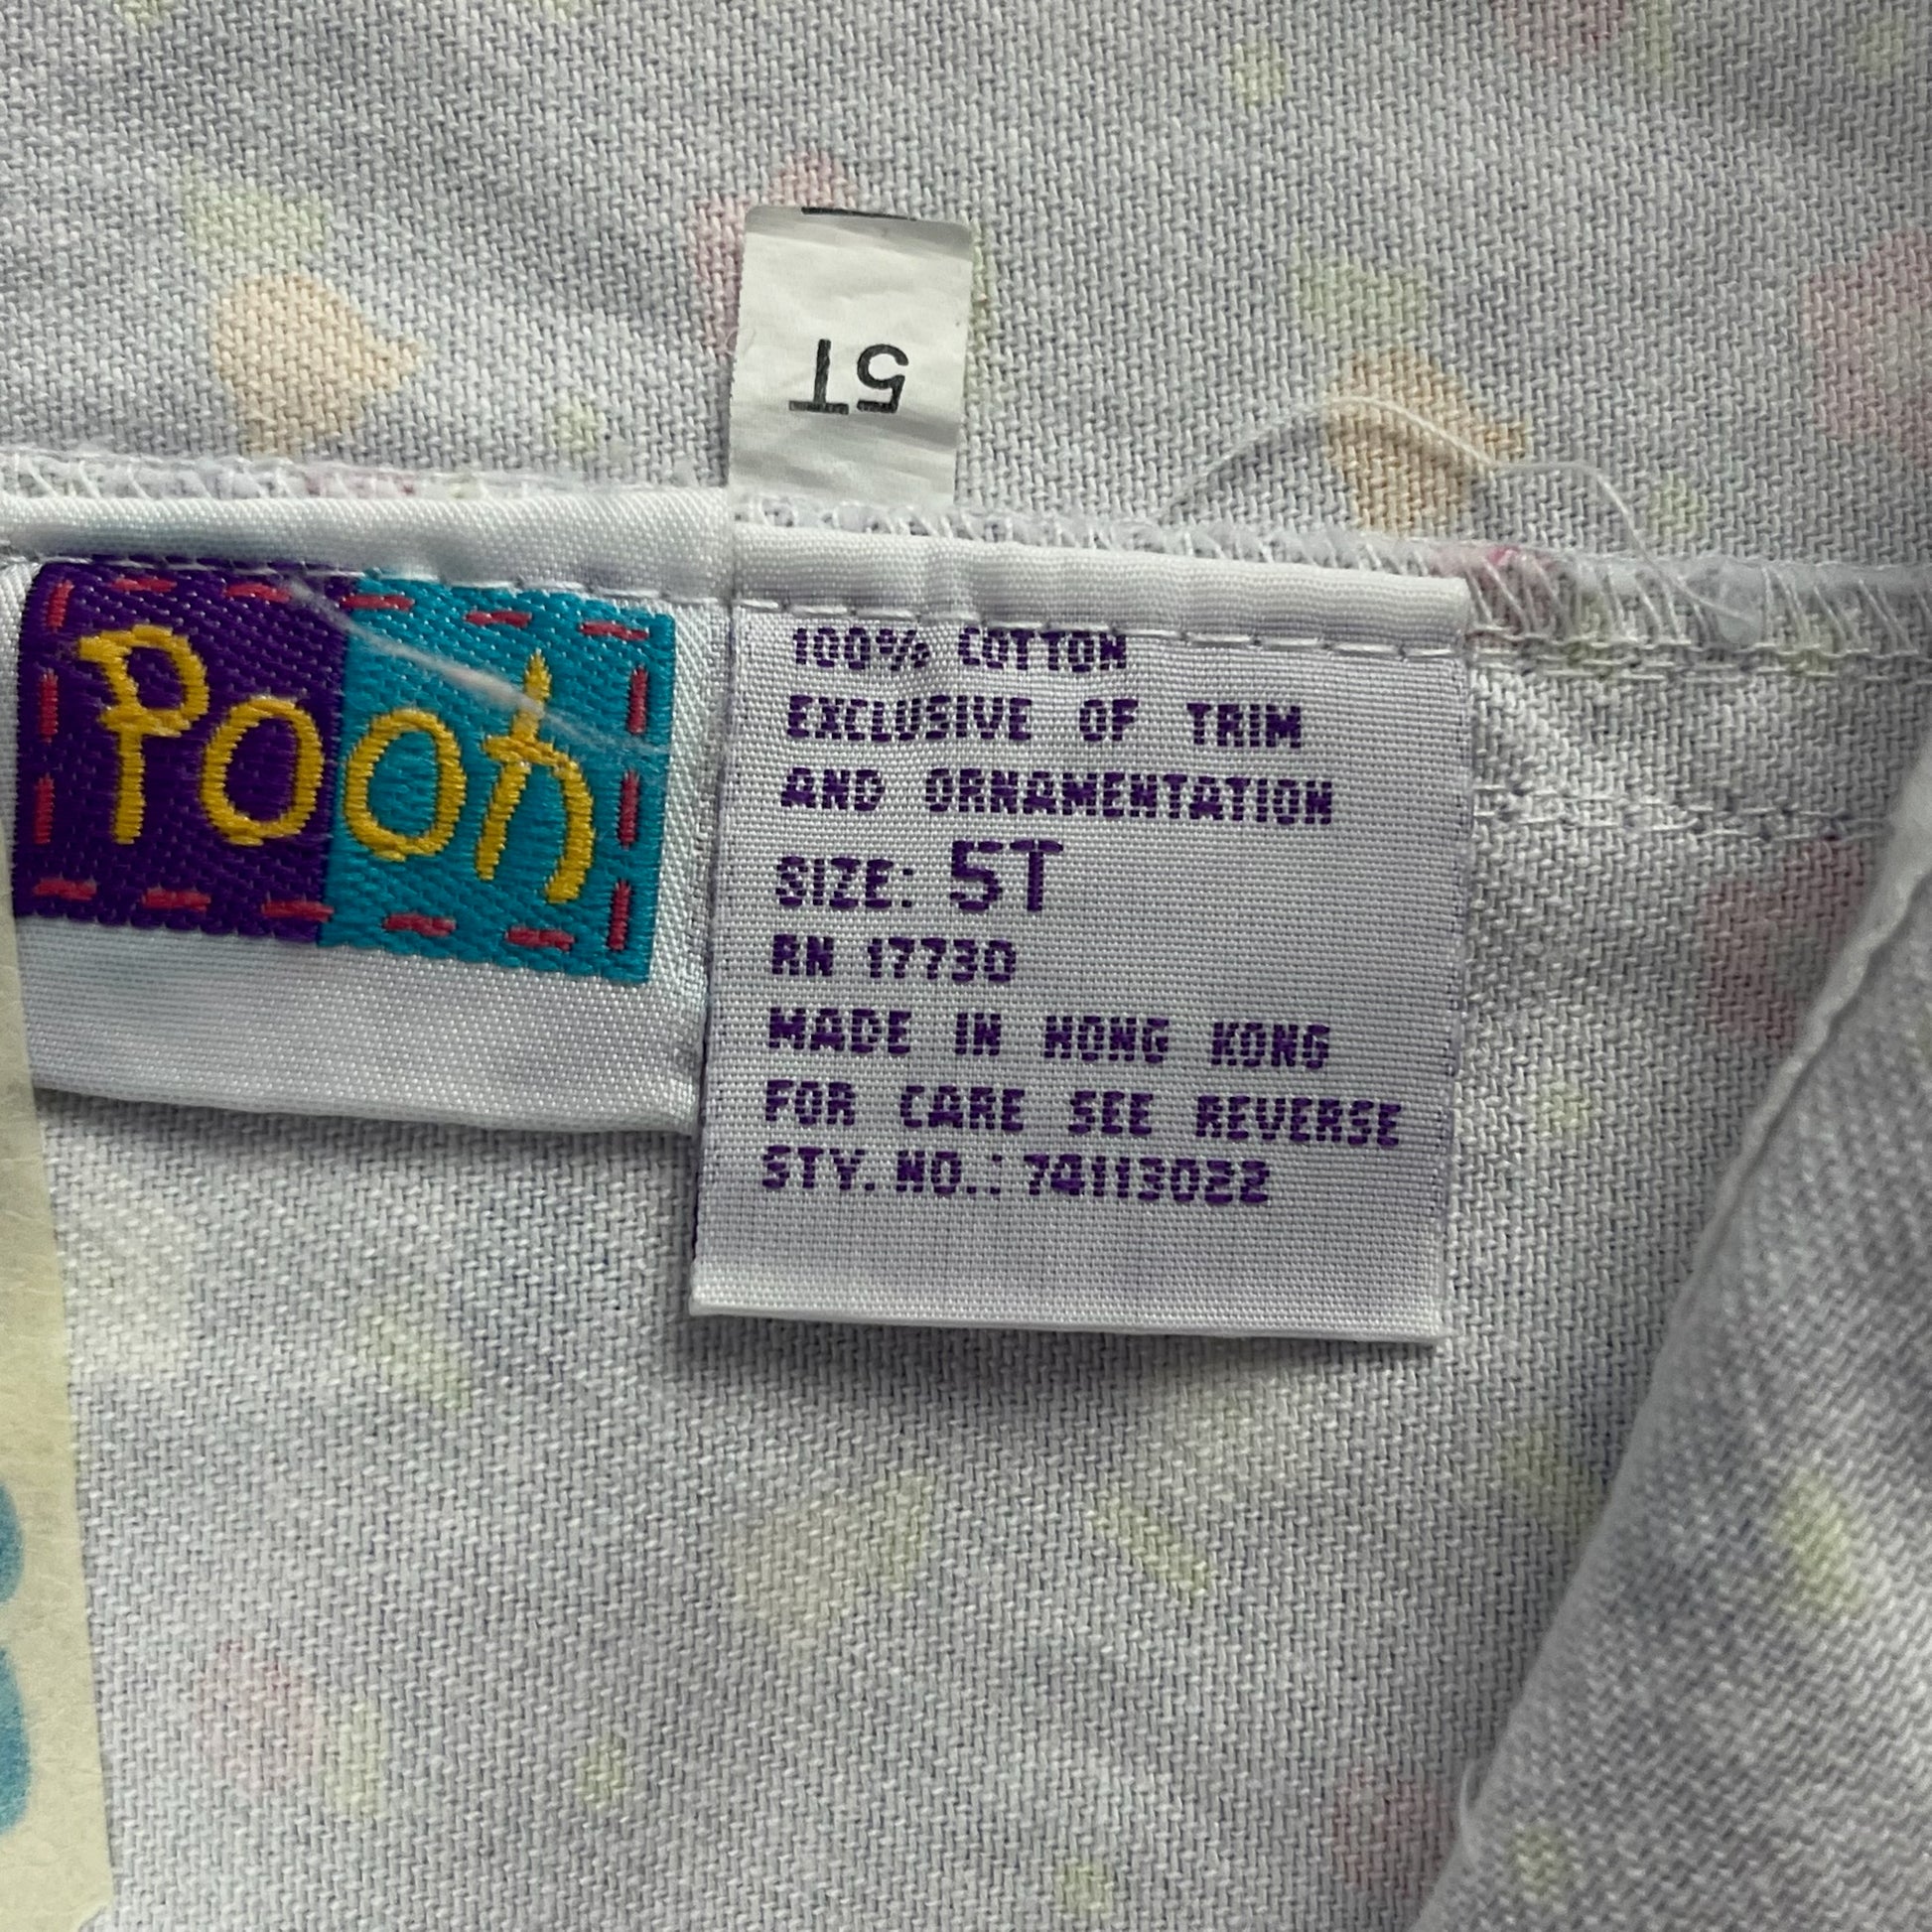 5T
Pooh
100% COTTON
EXCLUSIVE OF TRIM
AND ORNAMENTATION
SIZE: 5T
RN 17730
MADE IN HONG KONG
FOR CARE SEE REVERSE
STY. NO.: 74113022